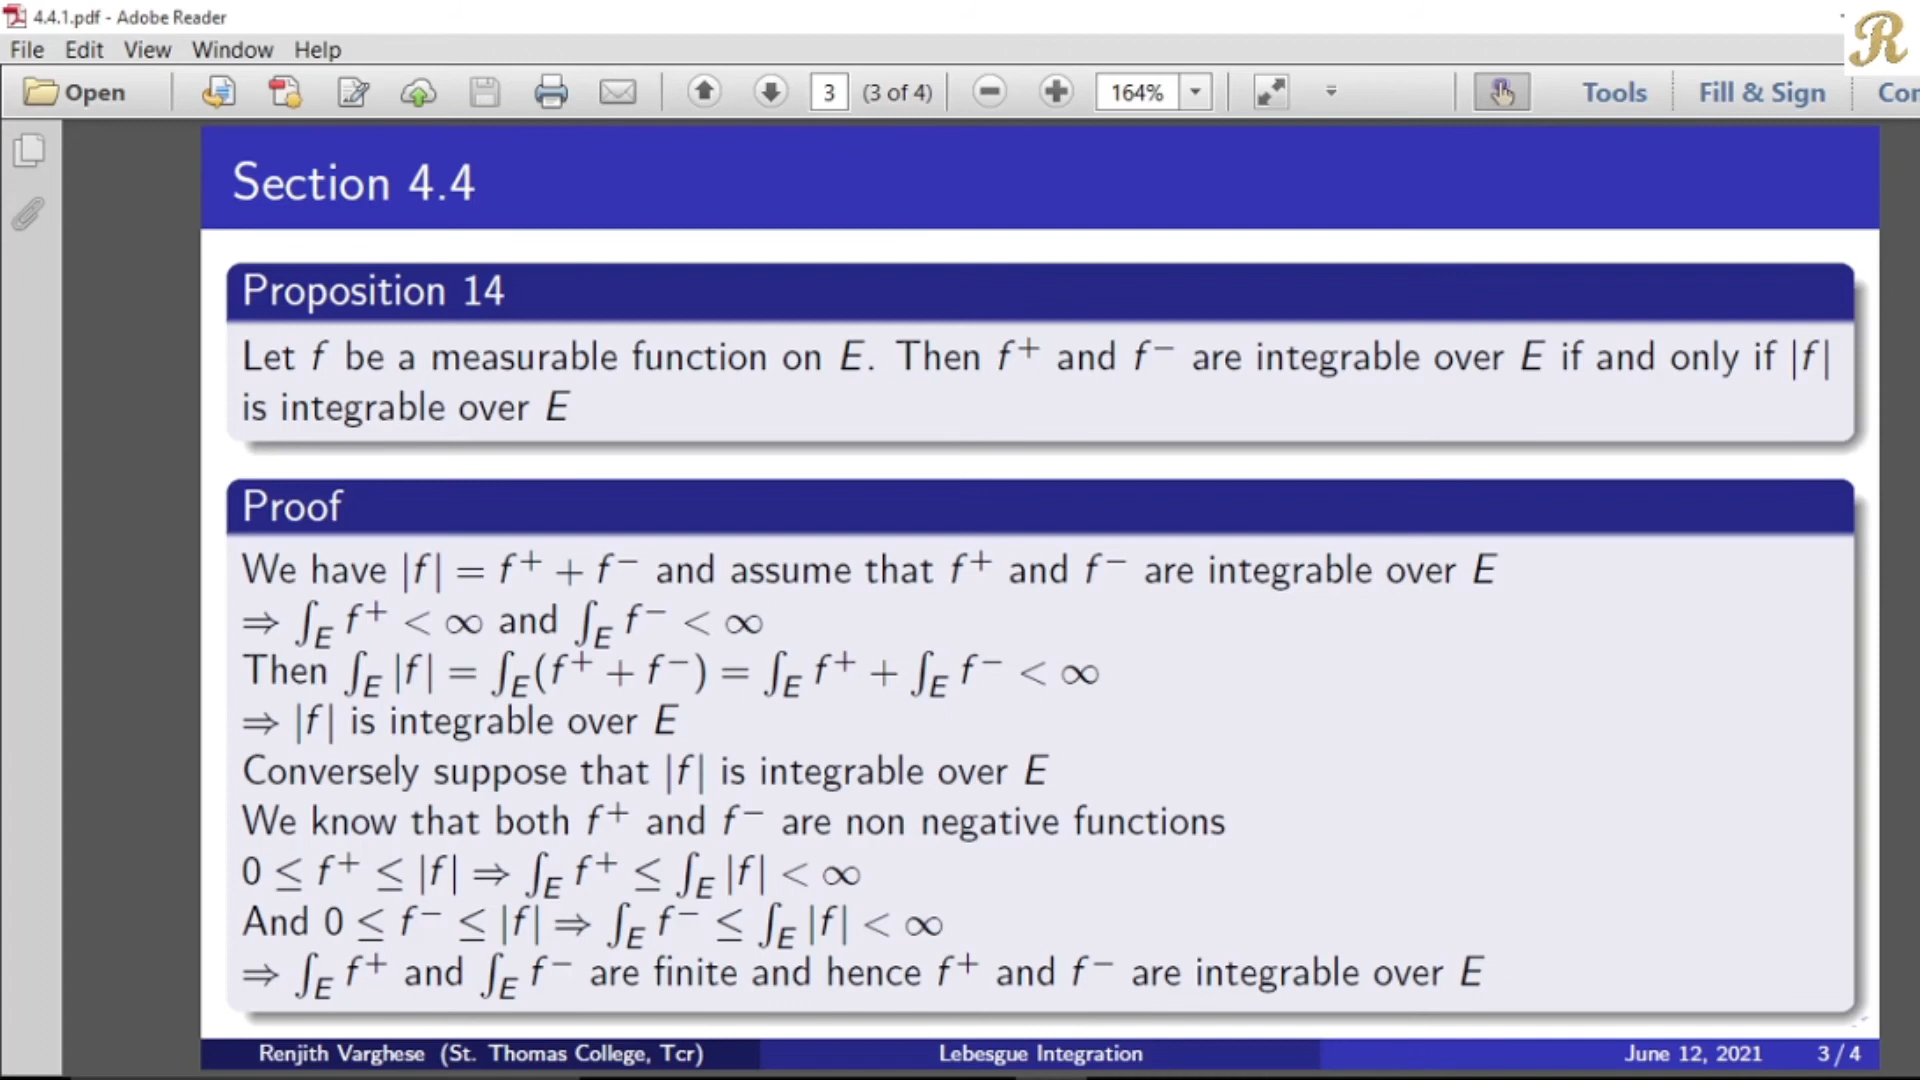 4.4.1.pdf - Adobe Reader
R
File Edit View Window Help
Open 3 (3 of 4) 164% Tools Fill & Sign Cor
Section 4.4
Proposition 14
Let f be a measurable function on E. Then f⁺ and f⁻ are integrable over E if and only if |f|
is integrable over E
Proof
We have |f| = f⁺ + f⁻ and assume that f⁺ and f⁻ are integrable over E
⇒ ∫_E f⁺ < ∞ and ∫_E f⁻ < ∞
Then ∫_E |f| = ∫_E(f⁺ + f⁻) = ∫_E f⁺ + ∫_E f⁻ < ∞
⇒ |f| is integrable over E
Conversely suppose that |f| is integrable over E
We know that both f⁺ and f⁻ are non negative functions
0 ≤ f⁺ ≤ |f| ⇒ ∫_E f⁺ ≤ ∫_E |f| < ∞
And 0 ≤ f⁻ ≤ |f| ⇒ ∫_E f⁻ ≤ ∫_E |f| < ∞
⇒ ∫_E f⁺ and ∫_E f⁻ are finite and hence f⁺ and f⁻ are integrable over E
Renjith Varghese (St. Thomas College, Tcr) Lebesgue Integration June 12, 2021 3 / 4